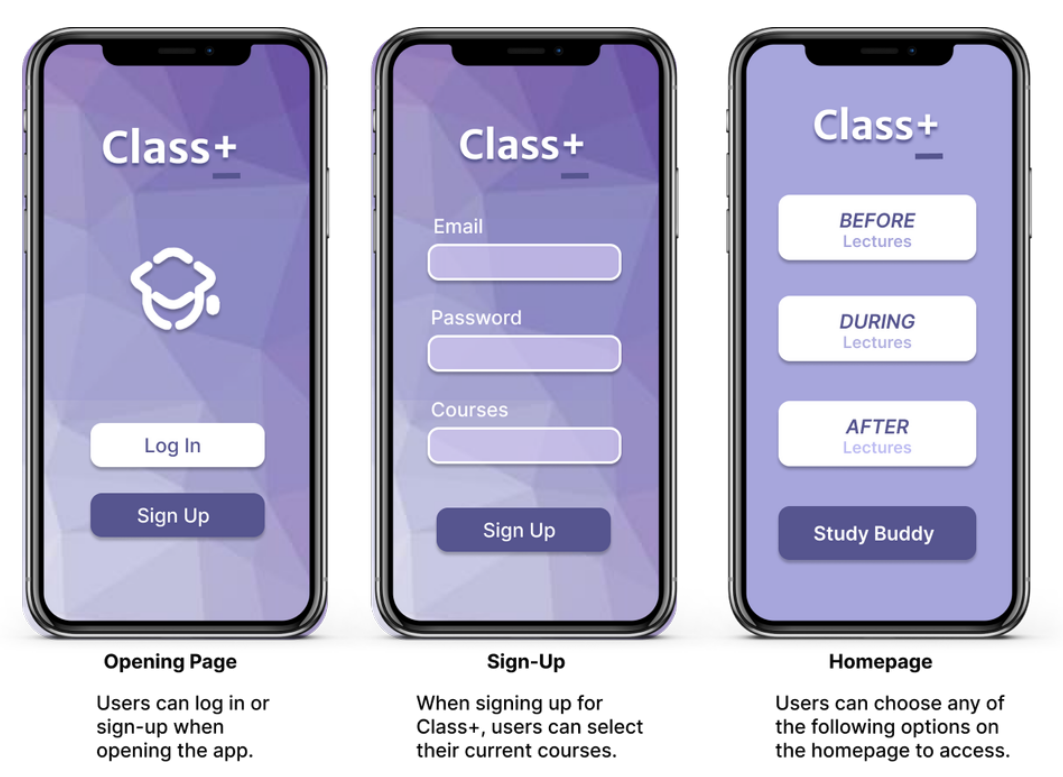 Class+
Log In
Sign Up
Opening Page
Users can log in or
sign-up when
opening the app.
Class+
Email
Password
Courses
Sign Up
Sign-Up
When signing up for
Class+, users can select
their current courses.
Class+
BEFORE
Lectures
DURING
Lectures
AFTER
Lectures
Study Buddy
Homepage
Users can choose any of
the following options on
the homepage to access.